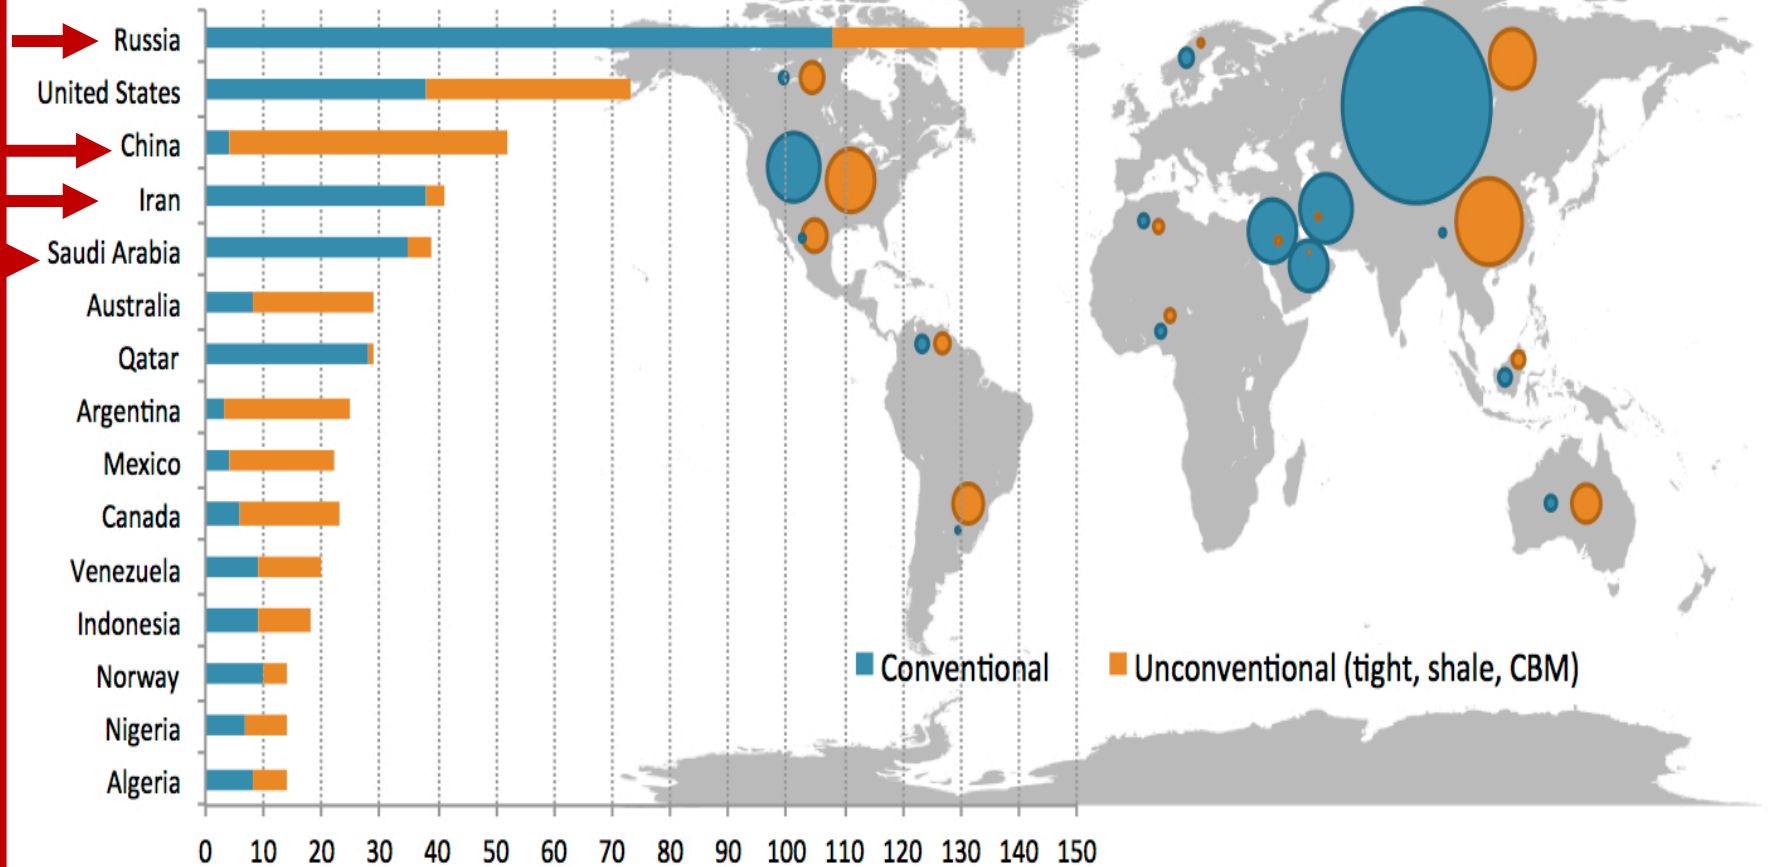 Russia
United States
China
Iran
Saudi Arabia
Australia
Qatar
Argentina
Mexico
Canada
Venezuela
Indonesia
Norway
Nigeria
Algeria
Conventional Unconventional (tight, shale, CBM)
0 10 20 30 40 50 60 70 80 90 100 110 120 130 140 150